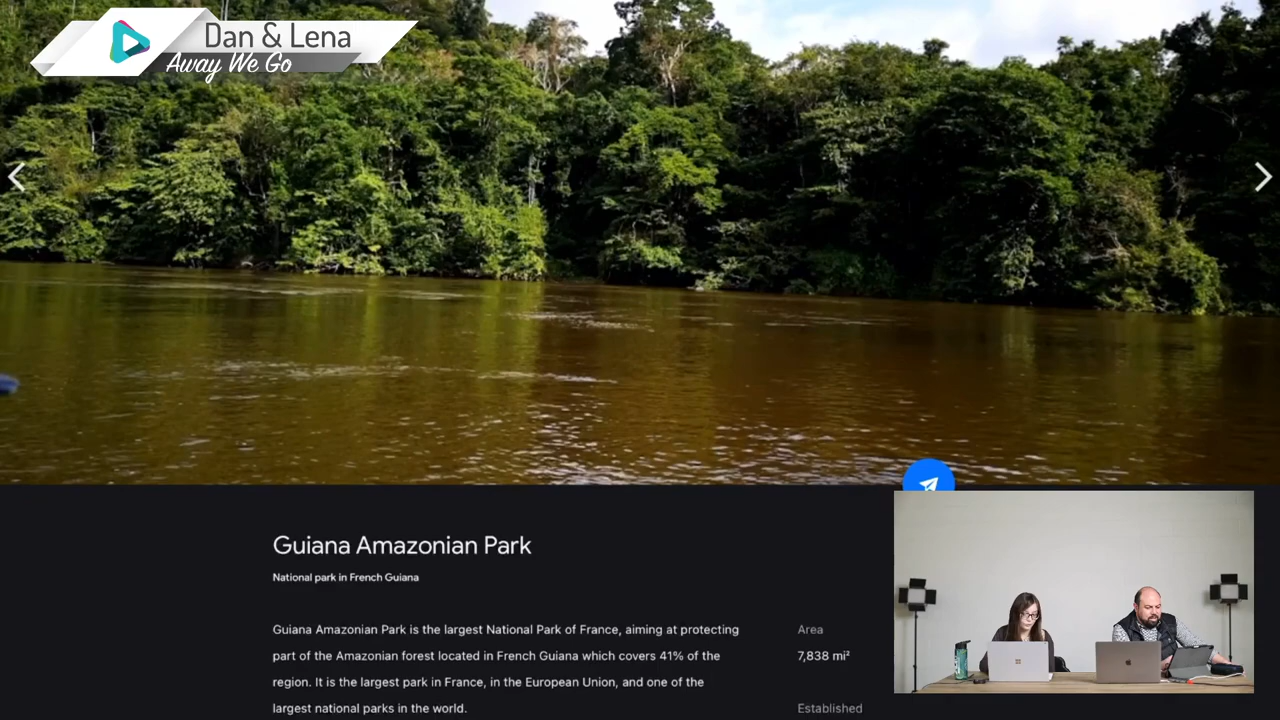 Dan & Lena
Away We Go
Guiana Amazonian Park
National park in French Guiana
Guiana Amazonian Park is the largest National Park of France, aiming at protecting
part of the Amazonian forest located in French Guiana which covers 41% of the
region. It is the largest park in France, in the European Union, and one of the
largest national parks in the world.
Area
7,838 mi²
Established